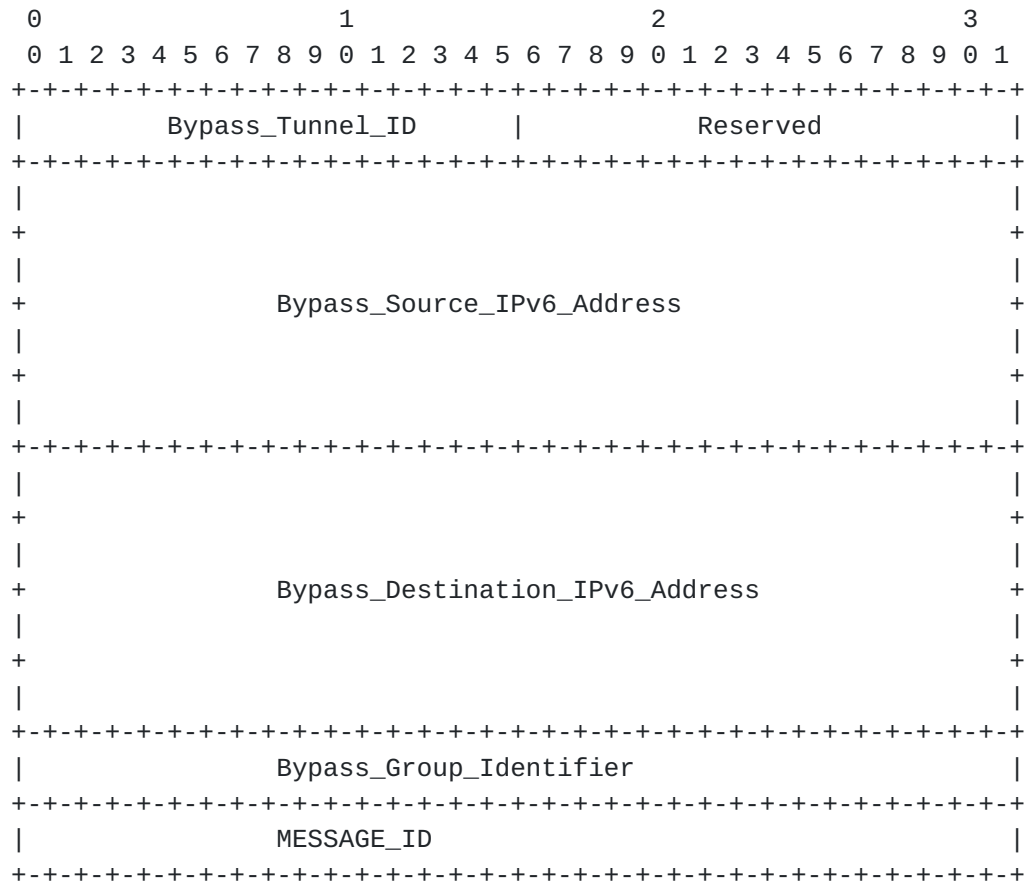 0                   1                   2                   3
 0 1 2 3 4 5 6 7 8 9 0 1 2 3 4 5 6 7 8 9 0 1 2 3 4 5 6 7 8 9 0 1
+-+-+-+-+-+-+-+-+-+-+-+-+-+-+-+-+-+-+-+-+-+-+-+-+-+-+-+-+-+-+-+-+
|         Bypass_Tunnel_ID      |           Reserved            |
+-+-+-+-+-+-+-+-+-+-+-+-+-+-+-+-+-+-+-+-+-+-+-+-+-+-+-+-+-+-+-+-+
|                                                               |
+                                                               +
|                                                               |
+                Bypass_Source_IPv6_Address                     +
|                                                               |
+                                                               +
|                                                               |
+-+-+-+-+-+-+-+-+-+-+-+-+-+-+-+-+-+-+-+-+-+-+-+-+-+-+-+-+-+-+-+-+
|                                                               |
+                                                               +
|                                                               |
+                Bypass_Destination_IPv6_Address                +
|                                                               |
+                                                               +
|                                                               |
+-+-+-+-+-+-+-+-+-+-+-+-+-+-+-+-+-+-+-+-+-+-+-+-+-+-+-+-+-+-+-+-+
|                Bypass_Group_Identifier                        |
+-+-+-+-+-+-+-+-+-+-+-+-+-+-+-+-+-+-+-+-+-+-+-+-+-+-+-+-+-+-+-+-+
|                MESSAGE_ID                                     |
+-+-+-+-+-+-+-+-+-+-+-+-+-+-+-+-+-+-+-+-+-+-+-+-+-+-+-+-+-+-+-+-+